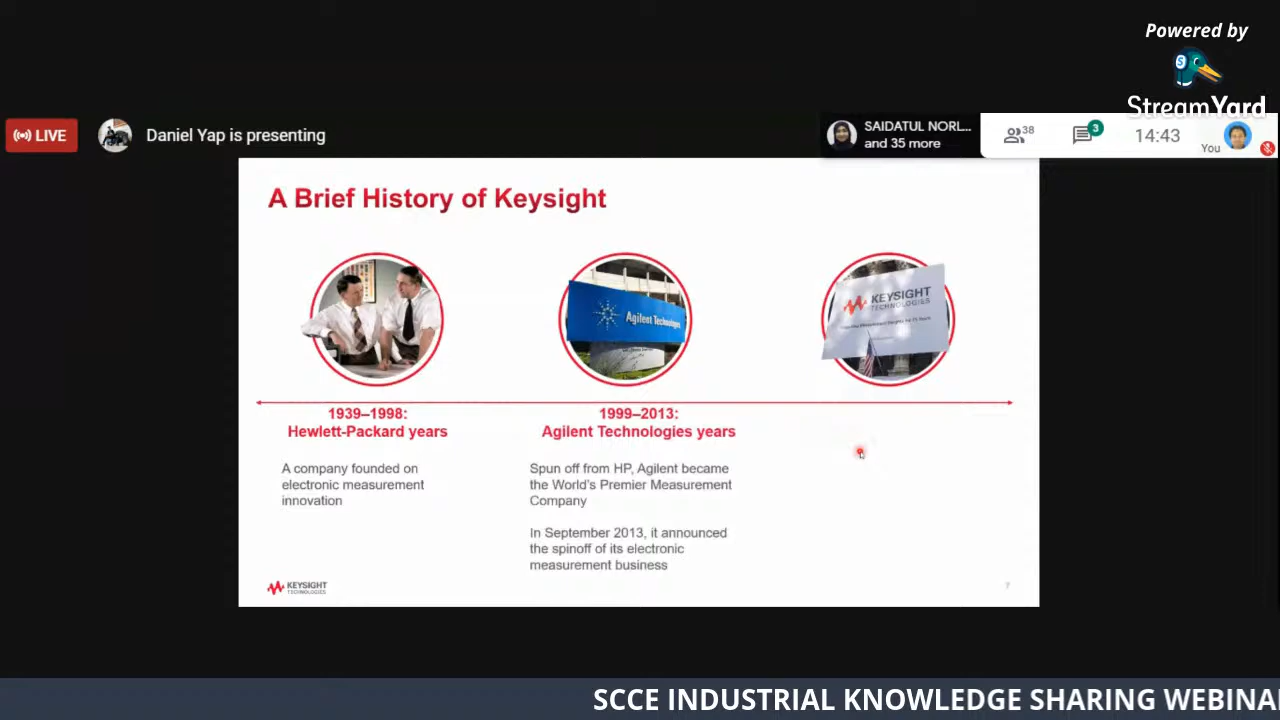 Powered by
StreamYard
LIVE
Daniel Yap is presenting
SAIDATUL NORL...
and 35 more
38
3
14:43
You
A Brief History of Keysight
Agilent Technologies
KEYSIGHT
TECHNOLOGIES
1939–1998:
Hewlett-Packard years
1999–2013:
Agilent Technologies years
A company founded on
electronic measurement
innovation
Spun off from HP, Agilent became
the World's Premier Measurement
Company
In September 2013, it announced
the spinoff of its electronic
measurement business
KEYSIGHT
TECHNOLOGIES
7
SCCE INDUSTRIAL KNOWLEDGE SHARING WEBINA